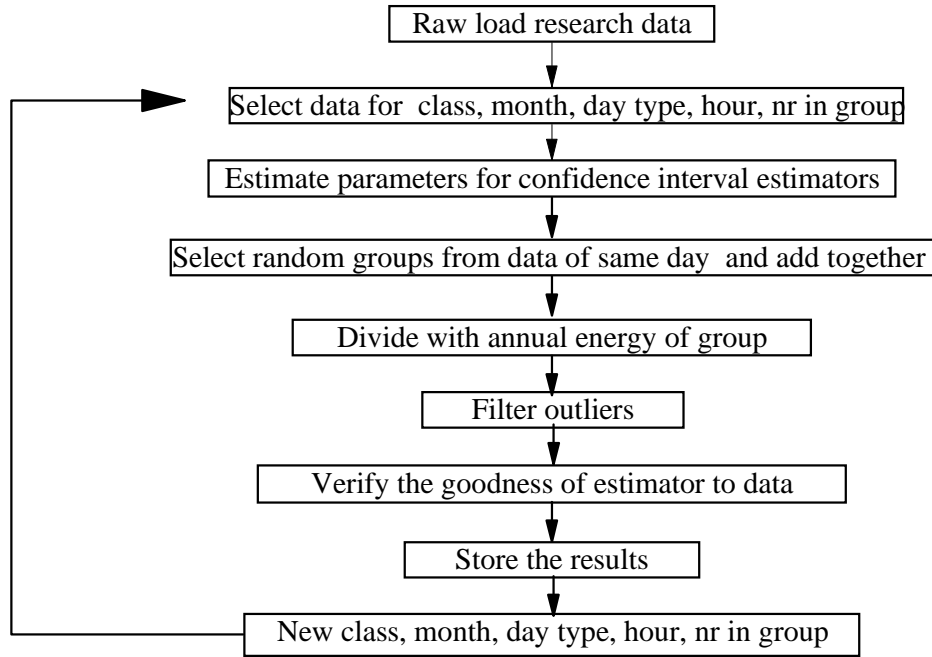 Raw load research data
Select data for class, month, day type, hour, nr in group
Estimate parameters for confidence interval estimators
Select random groups from data of same day and add together
Divide with annual energy of group
Filter outliers
Verify the goodness of estimator to data
Store the results
New class, month, day type, hour, nr in group